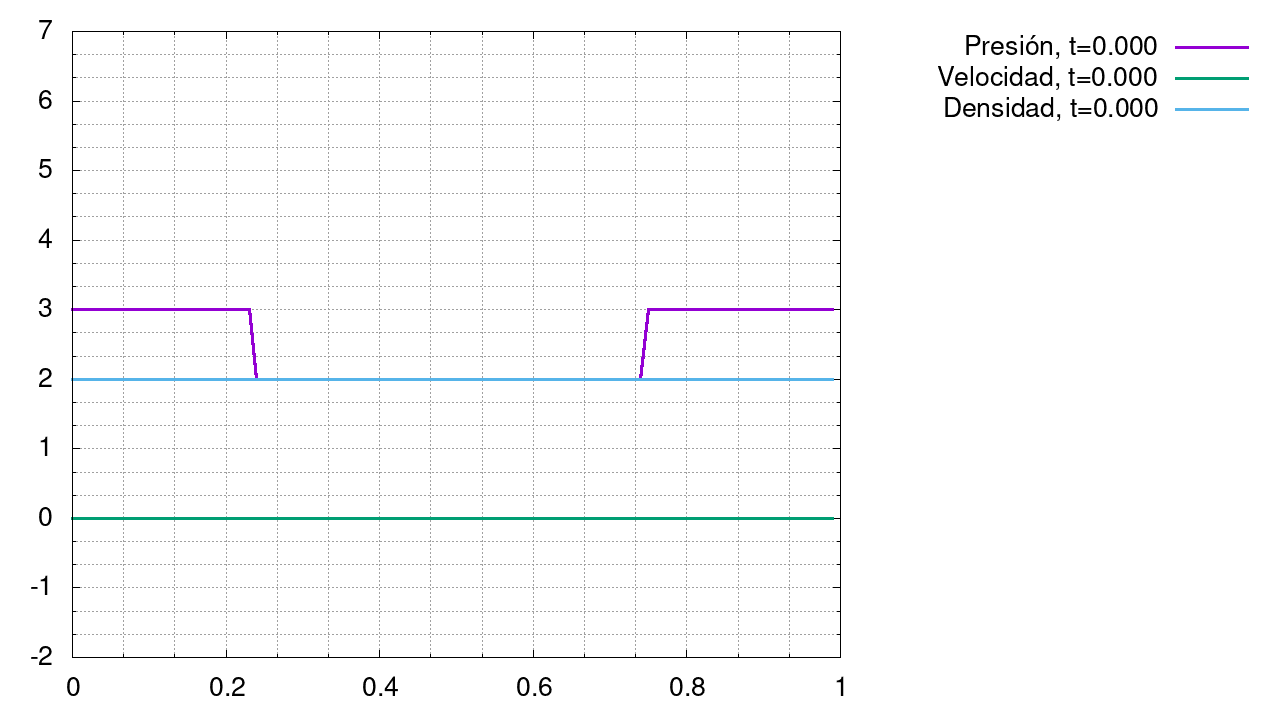 7
6
5
4
3
2
1
0
-1
-2
0 0.2 0.4 0.6 0.8 1
Presión, t=0.000
Velocidad, t=0.000
Densidad, t=0.000